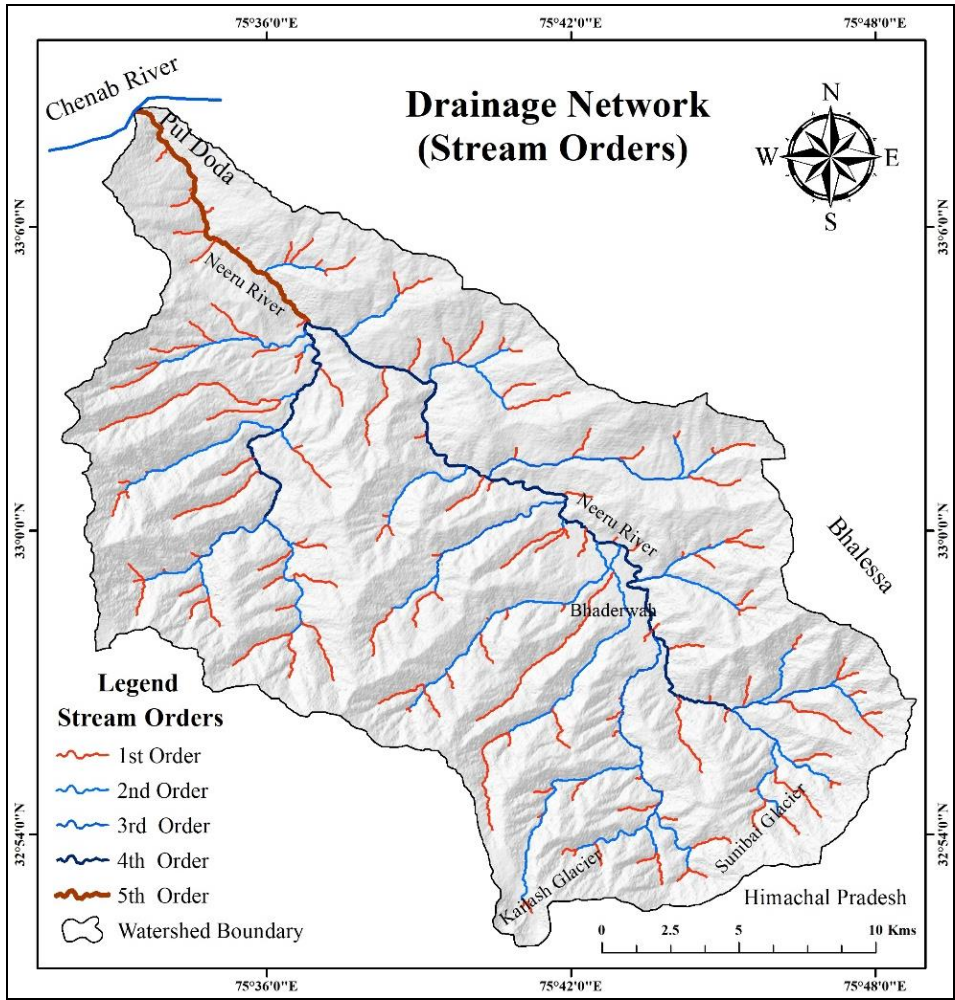 75°36'0"E
75°42'0"E
75°48'0"E
Chenab River
Pul Doda
Drainage Network
(Stream Orders)
N
W
E
S
33°6'0"N
33°6'0"N
Neeru River
Neeru River
33°0'0"N
33°0'0"N
Bhalessa
Bhaderwah
Legend
Stream Orders
1st Order
2nd Order
3rd Order
4th Order
5th Order
Watershed Boundary
Sunibai Glacier
Kailash Glacier
32°54'0"N
32°54'0"N
Himachal Pradesh
0
2.5
5
10 Kms
75°36'0"E
75°42'0"E
75°48'0"E